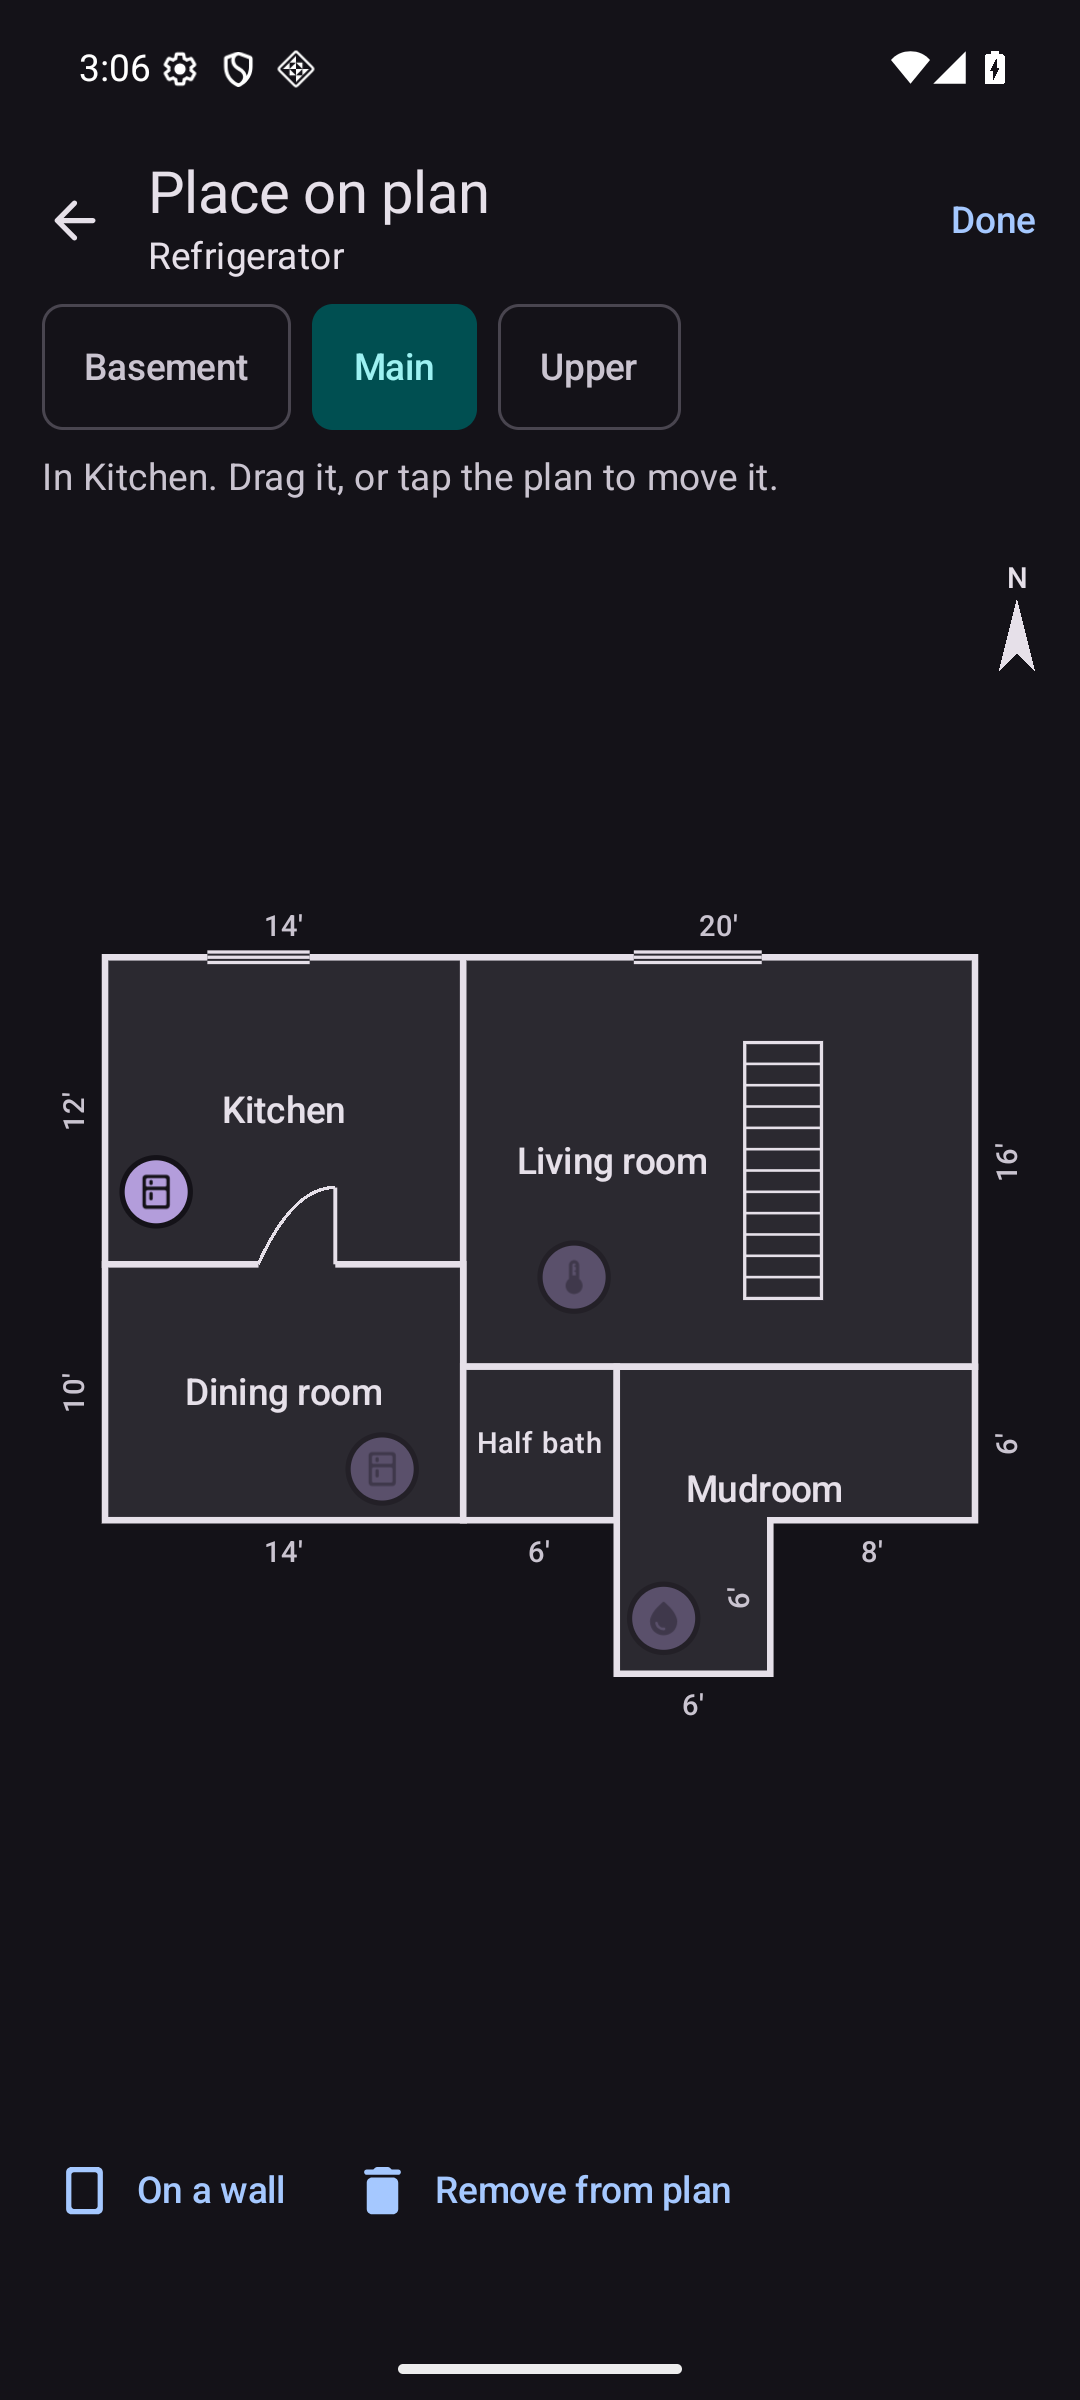 3:06
Place on plan
Refrigerator
Done
Basement
Main
Upper
In Kitchen. Drag it, or tap the plan to move it.
N
14'
20'
12'
Kitchen
Living room
16'
10'
Dining room
Half bath
6'
Mudroom
14'
6'
8'
6'
6'
On a wall
Remove from plan